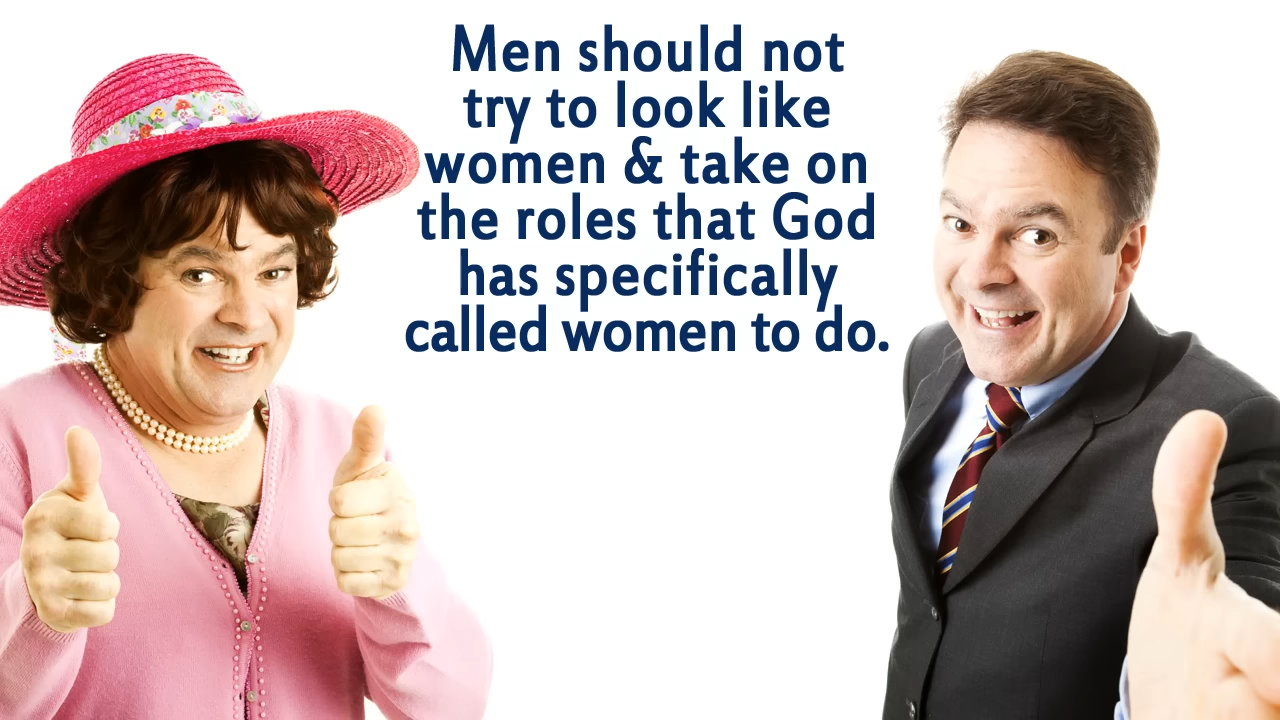 Men should not
try to look like
women & take on
the roles that God
has specifically
called women to do.